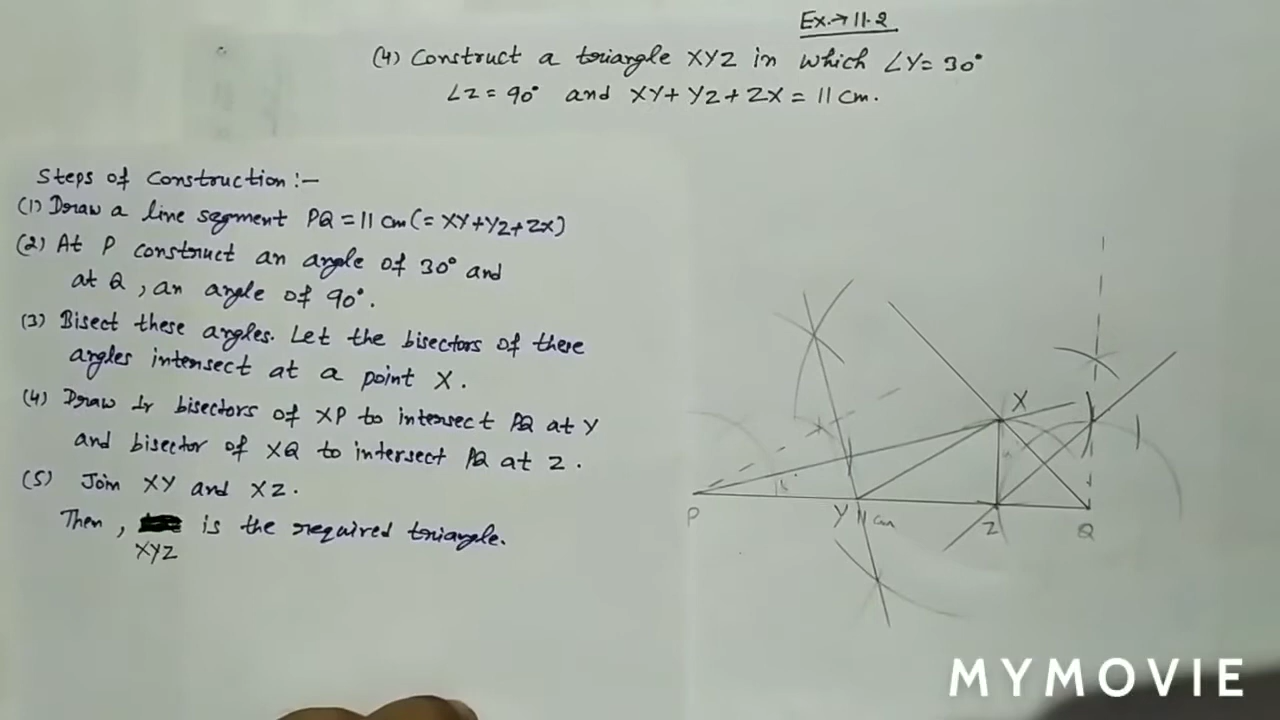 Ex.→ 11.2
(4) Construct a triangle XYZ in which ∠Y= 30°
∠Z = 90° and XY+ YZ + ZX = 11 cm.
Steps of Construction :-
(1) Draw a line segment PQ = 11 cm (= XY+YZ+ZX)
(2) At P construct an angle of 30° and
at Q, an angle of 90°.
(3) Bisect these angles. Let the bisectors of these
angles intensect at a point X.
(4) Draw ⊥r bisectors of XP to intersect PQ at Y
and bisector of XQ to intersect PQ at Z.
(5) Join XY and XZ.
Then, is the required triangle.
XYZ
X
P
Y 11 cm
Z
Q
MYMOVIE